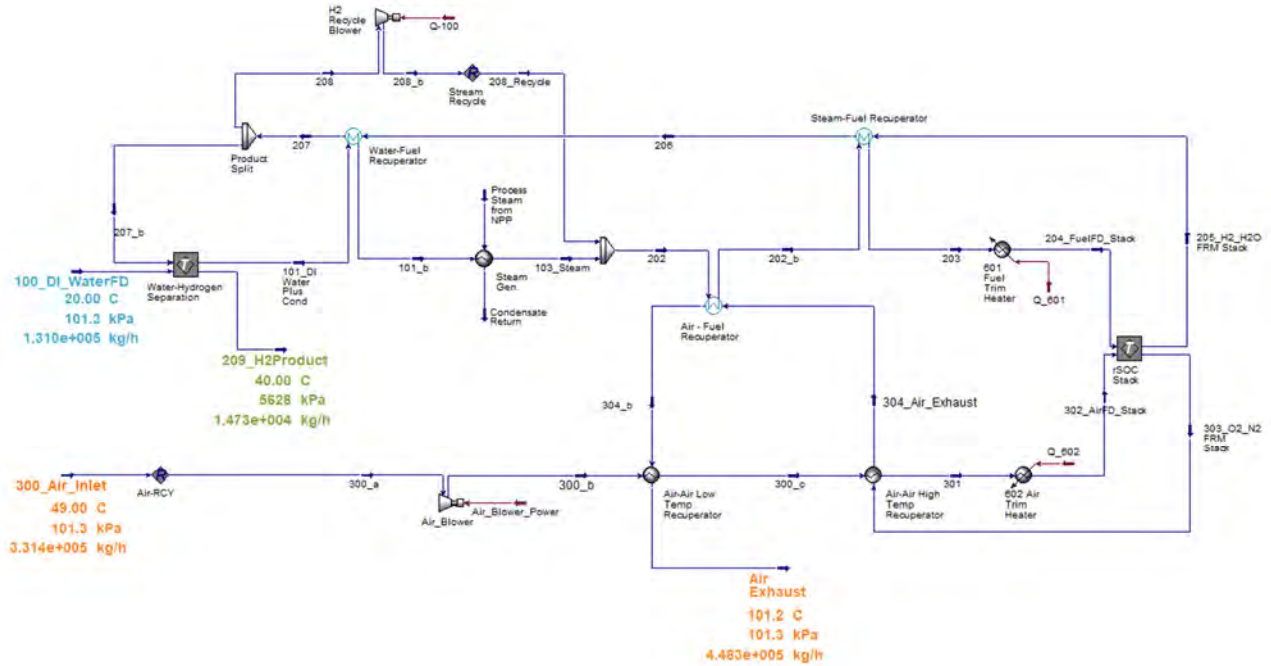 H2
Recycle
Blower
Q-100
208
208_b
208_Recycle
Stream
Recycle
Steam-Fuel Recuperator
207
206
Product
Split
Water-Fuel
Recuperator
Process
Steam
from
NPP
207_b
101_DI
Water
Plus
Cond
101_b
Steam
Gen.
103_Steam
202
202_b
203
204_FuelFD_Stack
205_H2_H2O
FRM Stack
601
Fuel
Trim
Heater
Q_601
Water-Hydrogen
Separation
Condensate
Return
100_DI_WaterFD
20.00 C
101.3 kPa
1.310e+005 kg/h
Air - Fuel
Recuperator
rSOC
Stack
209_H2Product
40.00 C
5628 kPa
1.473e+004 kg/h
304_b
304_Air_Exhaust
302_AirFD_Stack
303_O2_N2
FRM
Stack
Q_602
300_Air_Inlet
49.00 C
101.3 kPa
3.314e+005 kg/h
Air-RCY
300_a
Air_Blower
Air_Blower_Power
300_b
Air-Air Low
Temp
Recuperator
300_c
Air-Air High
Temp
Recuperator
301
602 Air
Trim
Heater
Air
Exhaust
101.2 C
101.3 kPa
4.483e+005 kg/h